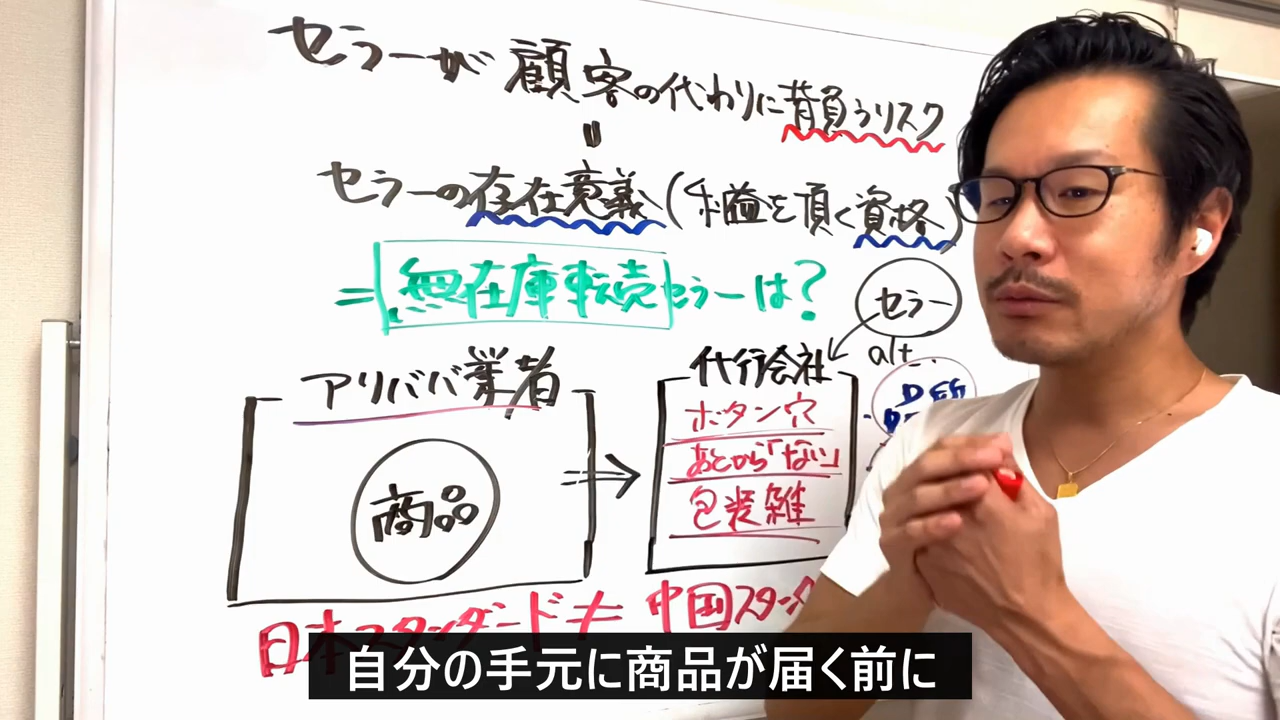 セラーが顧客の代わりに背負うリスク
=
セラーの存在意義(利益を頂く資格)
=無在庫転売セラーは?
セラー
alt
アリババ業者
代行会社
商品
ボタン穴
あとから「ない」
包装雑
日本スタンダード≠中国スタンダ
自分の手元に商品が届く前に